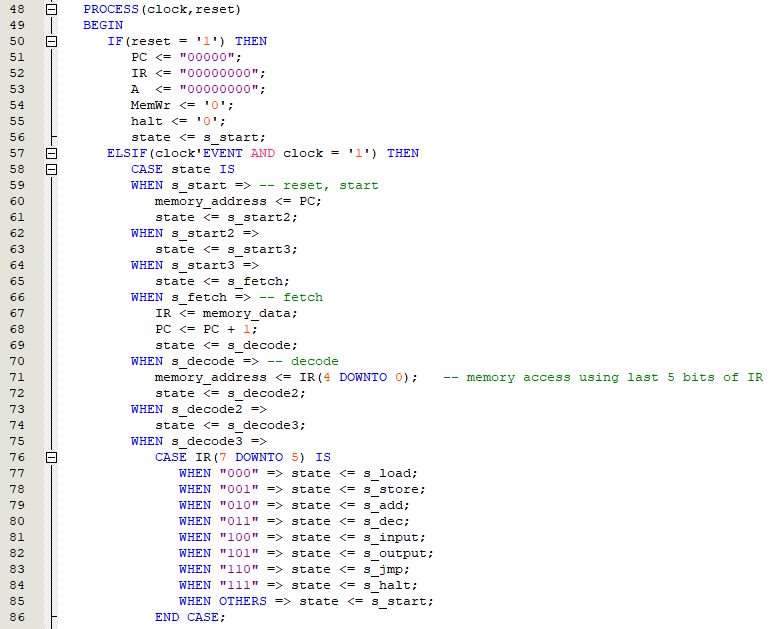 48 PROCESS(clock,reset)
49 BEGIN
50 IF(reset = '1') THEN
51 PC <= "00000";
52 IR <= "00000000";
53 A  <= "00000000";
54 MemWr <= '0';
55 halt <= '0';
56 state <= s_start;
57 ELSIF(clock'EVENT AND clock = '1') THEN
58 CASE state IS
59 WHEN s_start => -- reset, start
60 memory_address <= PC;
61 state <= s_start2;
62 WHEN s_start2 =>
63 state <= s_start3;
64 WHEN s_start3 =>
65 state <= s_fetch;
66 WHEN s_fetch => -- fetch
67 IR <= memory_data;
68 PC <= PC + 1;
69 state <= s_decode;
70 WHEN s_decode => -- decode
71 memory_address <= IR(4 DOWNTO 0);   -- memory access using last 5 bits of IR
72 state <= s_decode2;
73 WHEN s_decode2 =>
74 state <= s_decode3;
75 WHEN s_decode3 =>
76 CASE IR(7 DOWNTO 5) IS
77 WHEN "000" => state <= s_load;
78 WHEN "001" => state <= s_store;
79 WHEN "010" => state <= s_add;
80 WHEN "011" => state <= s_dec;
81 WHEN "100" => state <= s_input;
82 WHEN "101" => state <= s_output;
83 WHEN "110" => state <= s_jmp;
84 WHEN "111" => state <= s_halt;
85 WHEN OTHERS => state <= s_start;
86 END CASE;